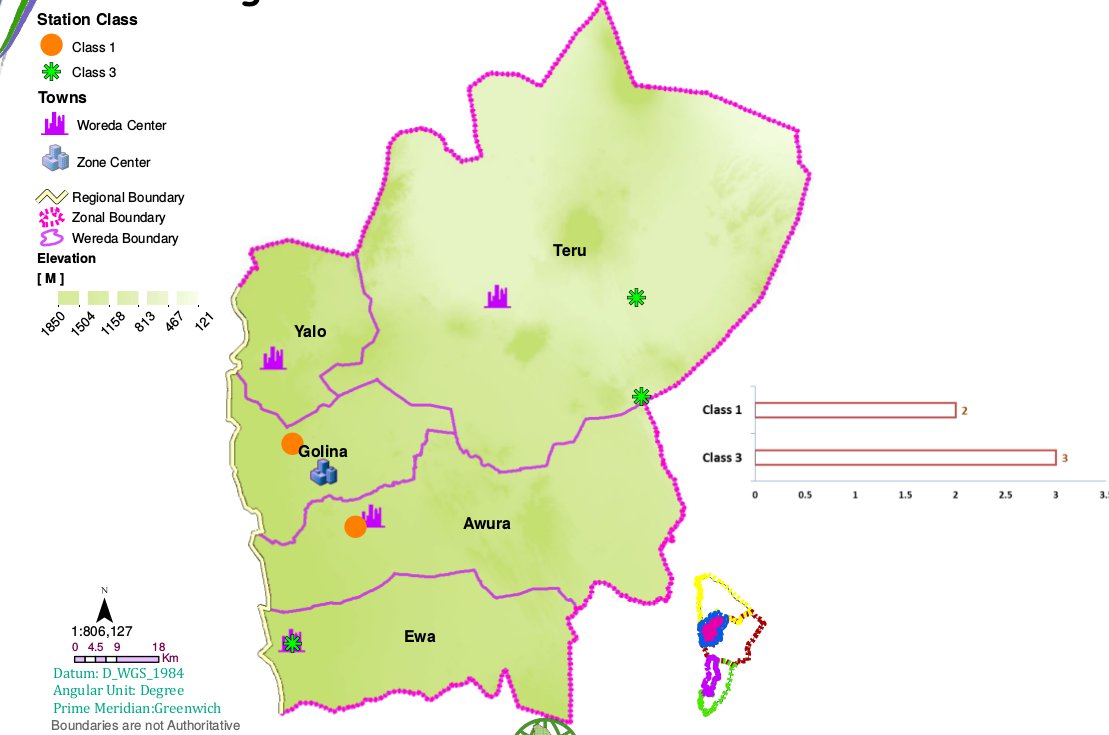 Station Class
Class 1
Class 3
Towns
Woreda Center
Zone Center
Regional Boundary
Zonal Boundary
Wereda Boundary
Elevation
[ M ]
1850 1504 1158 813 467 121
Teru
Yalo
Golina
Awura
Ewa
Class 1 2
Class 3 3
0 0.5 1 1.5 2 2.5 3
N
1:806,127
0 4.5 9 18
Km
Datum: D_WGS_1984
Angular Unit: Degree
Prime Meridian:Greenwich
Boundaries are not Authoritative